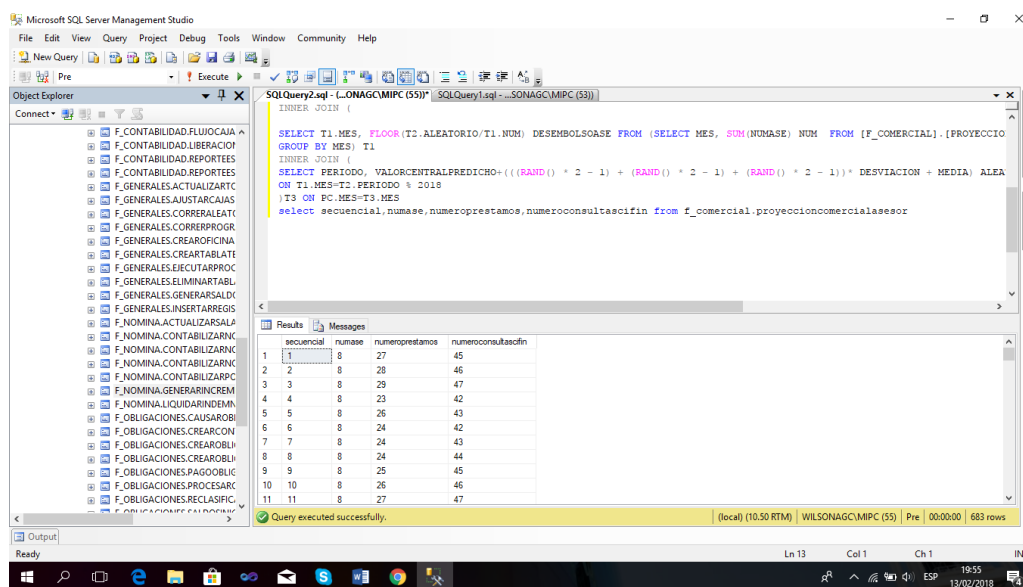 Microsoft SQL Server Management Studio
File Edit View Query Project Debug Tools Window Community Help
New Query
Pre Execute
Object Explorer
Connect
F_CONTABILIDAD.FLUJOCAJA
F_CONTABILIDAD.LIBERACION
F_CONTABILIDAD.REPORTEES
F_CONTABILIDAD.REPORTEES
F_GENERALES.ACTUALIZARTC
F_GENERALES.AJUSTARCAJAS
F_GENERALES.CORRERALEATC
F_GENERALES.CORRERPROGR
F_GENERALES.CREAROFICINA
F_GENERALES.CREARTABLATE
F_GENERALES.EJECUTARPROC
F_GENERALES.ELIMINARTABL
F_GENERALES.GENERARSALDO
F_GENERALES.INSERTARREGIS
F_NOMINA.ACTUALIZARSALA
F_NOMINA.CONTABILIZARNC
F_NOMINA.CONTABILIZARNC
F_NOMINA.CONTABILIZARNC
F_NOMINA.CONTABILIZARPC
F_NOMINA.GENERARINCREM
F_NOMINA.LIQUIDARINDEMN
F_OBLIGACIONES.CAUSAROBI
F_OBLIGACIONES.CREARCON
F_OBLIGACIONES.CREAROBLI
F_OBLIGACIONES.CREAROBLI
F_OBLIGACIONES.PAGOOBLIG
F_OBLIGACIONES.PROCESARC
F_OBLIGACIONES.RECLASIFIC
SQLQuery2.sql - (...ONAGC\MIPC (55))* SQLQuery1.sql - ...SONAGC\MIPC (53))
INNER JOIN (
SELECT T1.MES, FLOOR(T2.ALEATORIO/T1.NUM) DESEMBOLSOASE FROM (SELECT MES, SUM(NUMASE) NUM FROM [F_COMERCIAL].[PROYECCIO
GROUP BY MES) T1
INNER JOIN (
SELECT PERIODO, VALORCENTRALPREDICHO+(((RAND() * 2 - 1) + (RAND() * 2 - 1) + (RAND() * 2 - 1))* DESVIACION + MEDIA) ALEA
ON T1.MES=T2.PERIODO % 2018
)T3 ON PC.MES=T3.MES
select secuencial,numase,numeroprestamos,numeroconsultascifin from f_comercial.proyeccioncomercialasesor
Results Messages
secuencial numase numeroprestamos numeroconsultascifin
1 1 8 27 45
2 2 8 28 46
3 3 8 29 47
4 4 8 23 42
5 5 8 26 43
6 6 8 24 42
7 7 8 24 43
8 8 8 24 44
9 9 8 25 45
10 10 8 26 46
11 11 8 27 47
Query executed successfully. (local) (10.50 RTM) WILSONAGC\MIPC (55) Pre 00:00:00 683 rows
Output
Ready Ln 13 Col 1 Ch 1 IN
ESP 19:55
13/02/2018